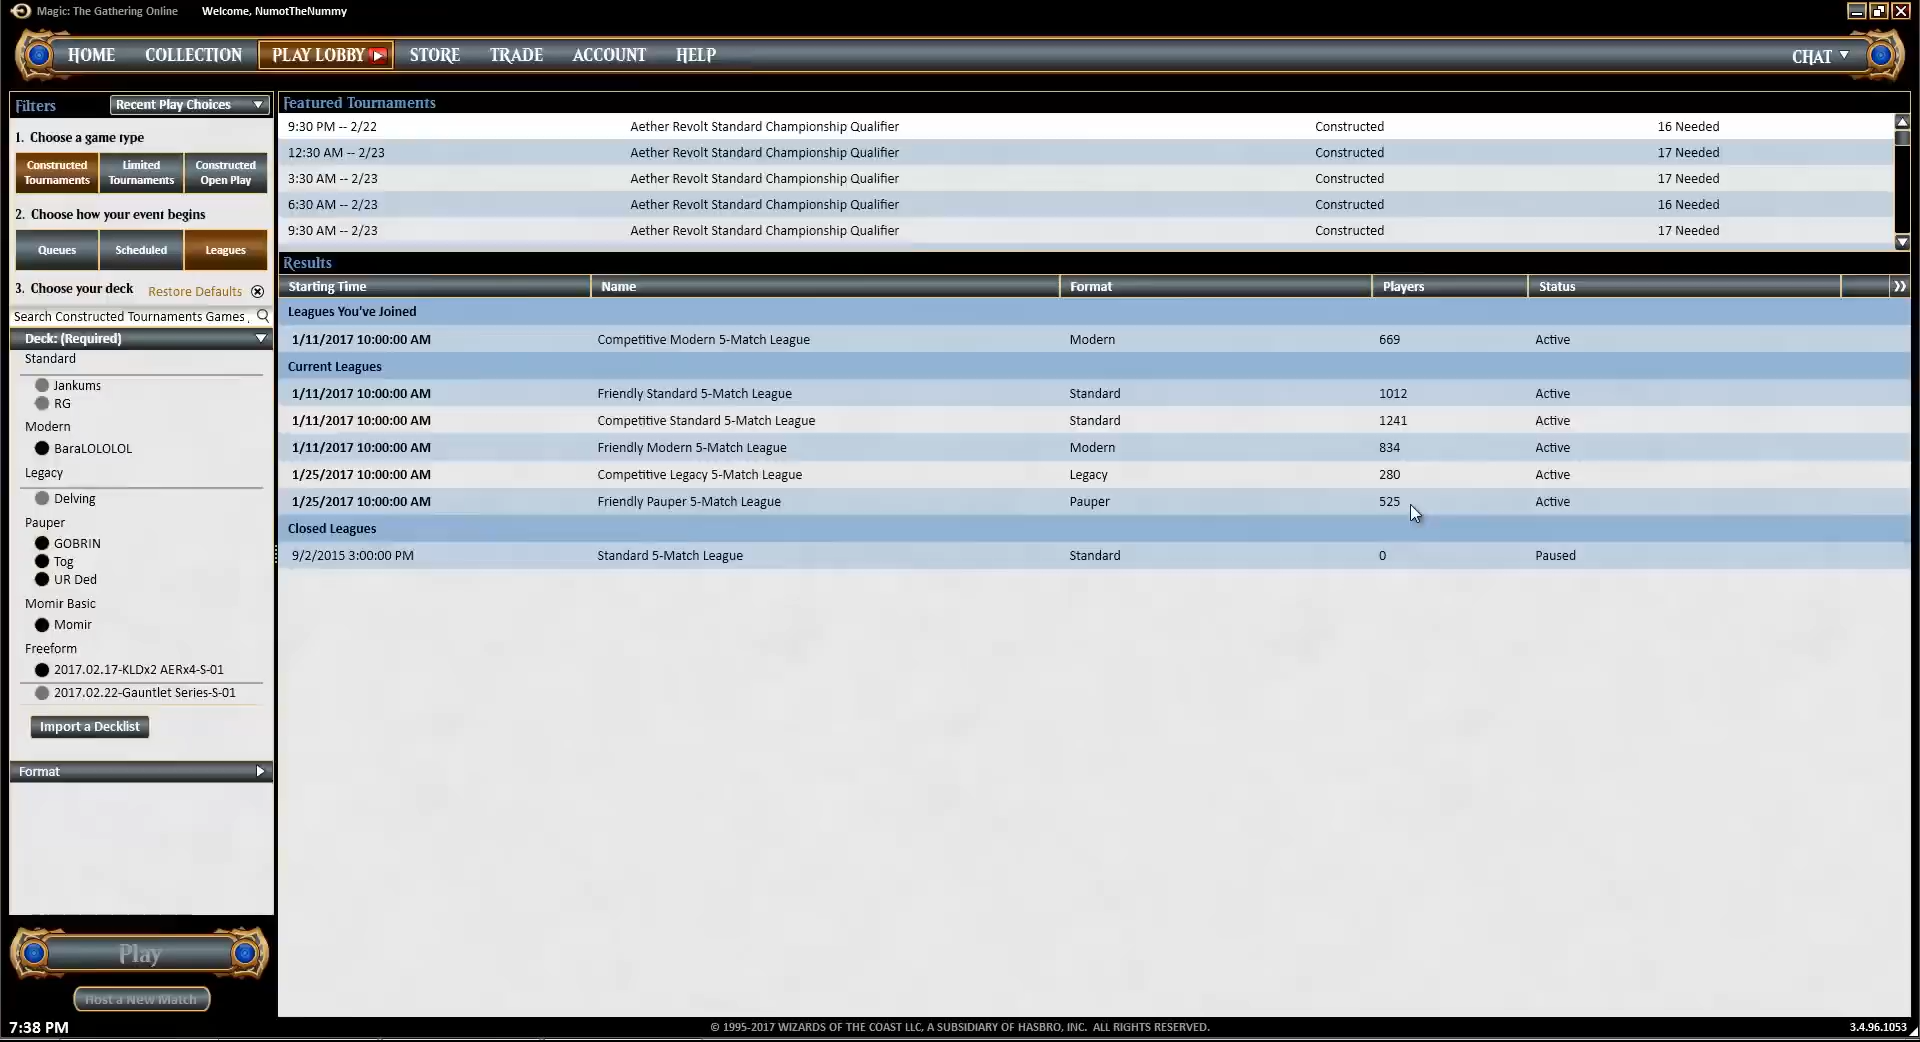 Magic: The Gathering Online Welcome, NumotTheNummy
HOME COLLECTION PLAY LOBBY STORE TRADE ACCOUNT HELP CHAT
Filters Recent Play Choices
1. Choose a game type
Constructed Tournaments Limited Tournaments Constructed Open Play
2. Choose how your event begins
Queues Scheduled Leagues
3. Choose your deck Restore Defaults
Search Constructed Tournaments Games
Deck: (Required)
Standard
Jankums
RG
Modern
BaraLOLOLOL
Legacy
Delving
Pauper
GOBRIN
Tog
UR Ded
Momir Basic
Momir
Freeform
2017.02.17-KLDx2 AERx4-S-01
2017.02.22-Gauntlet Series-S-01
Import a Decklist
Format
Play
Host a New Match
7:38 PM
Featured Tournaments
9:30 PM -- 2/22 Aether Revolt Standard Championship Qualifier Constructed 16 Needed
12:30 AM -- 2/23 Aether Revolt Standard Championship Qualifier Constructed 17 Needed
3:30 AM -- 2/23 Aether Revolt Standard Championship Qualifier Constructed 17 Needed
6:30 AM -- 2/23 Aether Revolt Standard Championship Qualifier Constructed 16 Needed
9:30 AM -- 2/23 Aether Revolt Standard Championship Qualifier Constructed 17 Needed
Results
Starting Time Name Format Players Status
Leagues You've Joined
1/11/2017 10:00:00 AM Competitive Modern 5-Match League Modern 669 Active
Current Leagues
1/11/2017 10:00:00 AM Friendly Standard 5-Match League Standard 1012 Active
1/11/2017 10:00:00 AM Competitive Standard 5-Match League Standard 1241 Active
1/11/2017 10:00:00 AM Friendly Modern 5-Match League Modern 834 Active
1/25/2017 10:00:00 AM Competitive Legacy 5-Match League Legacy 280 Active
1/25/2017 10:00:00 AM Friendly Pauper 5-Match League Pauper 525 Active
Closed Leagues
9/2/2015 3:00:00 PM Standard 5-Match League Standard 0 Paused
© 1995-2017 WIZARDS OF THE COAST LLC, A SUBSIDIARY OF HASBRO, INC. ALL RIGHTS RESERVED.
3.4.96.1053